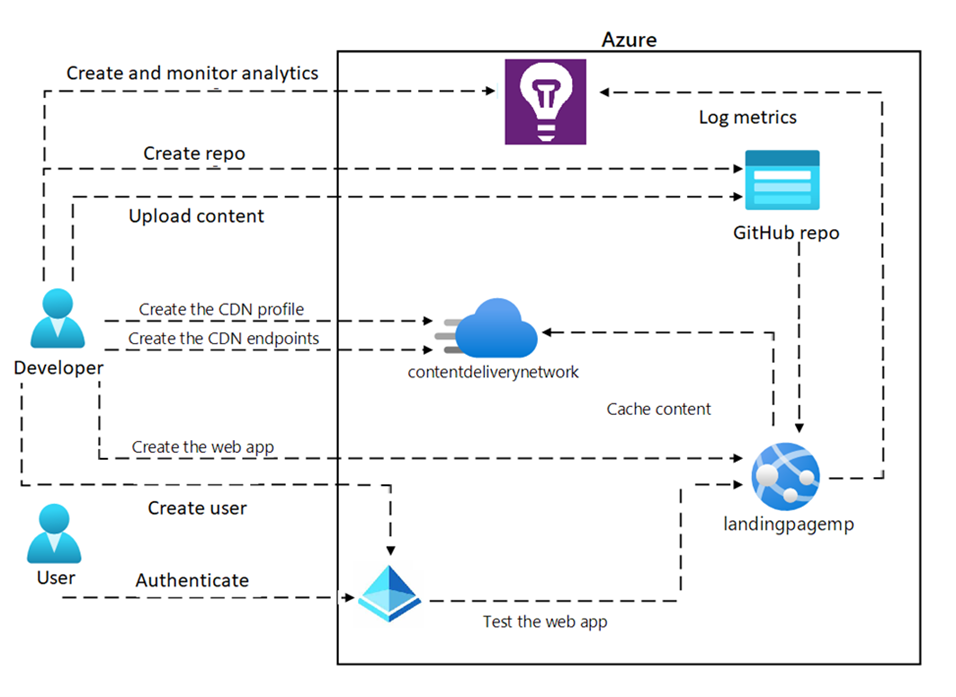 Azure
Create and monitor analytics
Log metrics
Create repo
Upload content
GitHub repo
Create the CDN profile
Create the CDN endpoints
Developer
contentdeliverynetwork
Cache content
Create the web app
Create user
landingpagemp
User
Authenticate
Test the web app